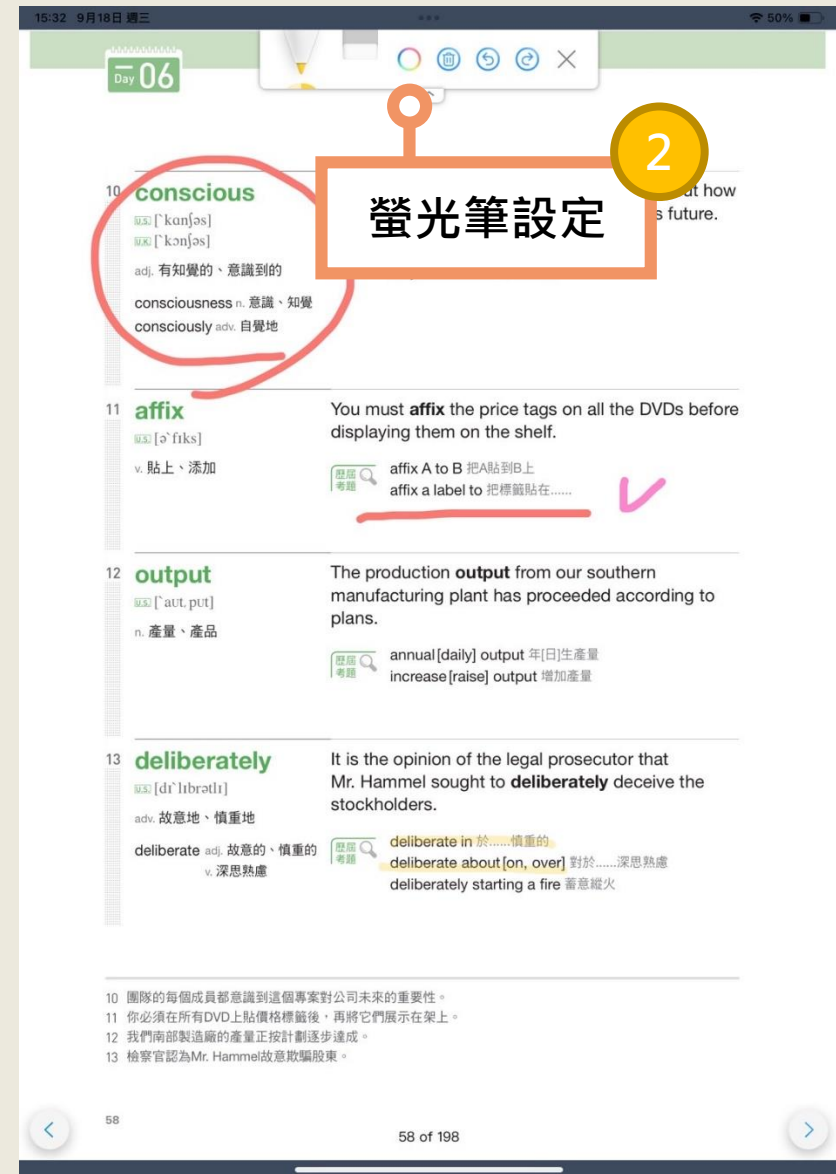 15:32 9月18日 週三
50%
Day 06
2
螢光筆設定
10 conscious
at how
s future.
U.S. [ˋkɑnʃəs]
U.K. [ˋkɔnʃəs]
adj. 有知覺的、意識到的
consciousness n. 意識、知覺
consciously adv. 自覺地
11 affix
U.S. [əˋfɪks]
v. 貼上、添加
You must affix the price tags on all the DVDs before
displaying them on the shelf.
歷屆考題
affix A to B 把A貼到B上
affix a label to 把標籤貼在......
12 output
U.S. [ˋaʊt͵pʊt]
n. 產量、產品
The production output from our southern
manufacturing plant has proceeded according to
plans.
歷屆考題
annual[daily] output 年[日]生產量
increase[raise] output 增加產量
13 deliberately
U.S. [dɪˋlɪbrətlɪ]
adv. 故意地、慎重地
deliberate adj. 故意的、慎重的
v. 深思熟慮
It is the opinion of the legal prosecutor that
Mr. Hammel sought to deliberately deceive the
stockholders.
歷屆考題
deliberate in 於......慎重的
deliberate about[on, over] 對於......深思熟慮
deliberately starting a fire 蓄意縱火
10 團隊的每個成員都意識到這個專案對公司未來的重要性。
11 你必須在所有DVD上貼價格標籤後，再將它們展示在架上。
12 我們南部製造廠的產量正按計劃逐步達成。
13 檢察官認為Mr. Hammel故意欺騙股東。
58
58 of 198